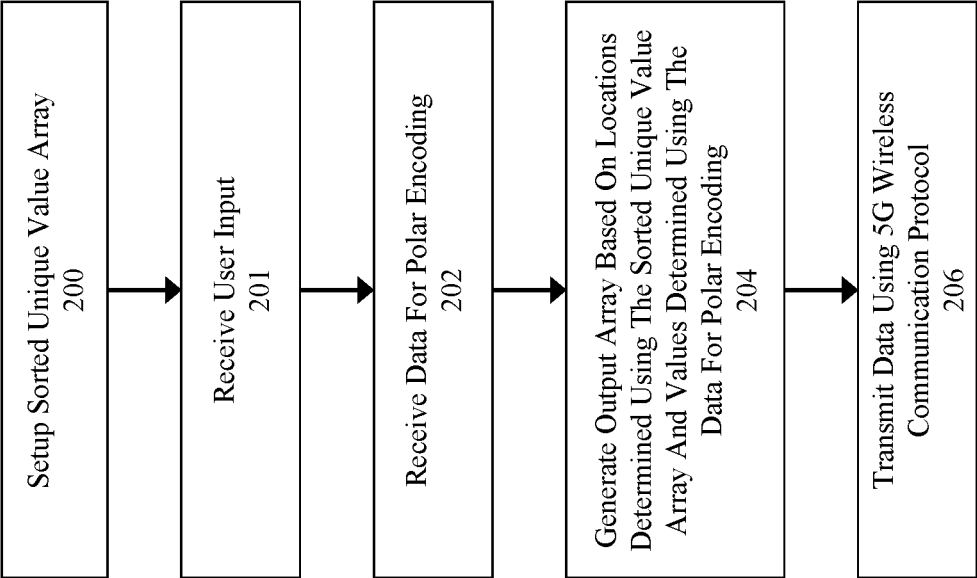 Setup Sorted Unique Value Array
200
Receive User Input
201
Receive Data For Polar Encoding
202
Generate Output Array Based On Locations
Determined Using The Sorted Unique Value
Array And Values Determined Using The
Data For Polar Encoding
204
Transmit Data Using 5G Wireless
Communication Protocol
206